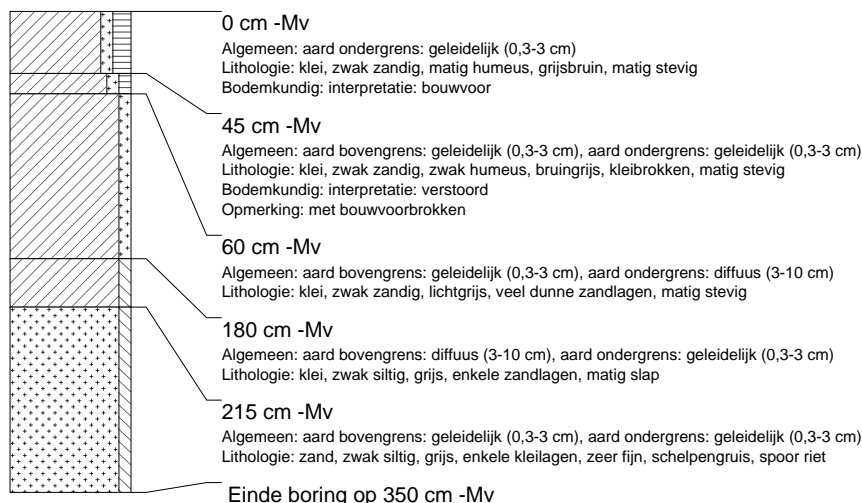 0 cm -Mv
Algemeen: aard ondergrens: geleidelijk (0,3-3 cm)
Lithologie: klei, zwak zandig, matig humeus, grijsbruin, matig stevig
Bodemkundig: interpretatie: bouwvoor
45 cm -Mv
Algemeen: aard bovengrens: geleidelijk (0,3-3 cm), aard ondergrens: geleidelijk (0,3-3 cm)
Lithologie: klei, zwak zandig, zwak humeus, bruingrijs, kleibrokken, matig stevig
Bodemkundig: interpretatie: verstoord
Opmerking: met bouwvoorbrokken
60 cm -Mv
Algemeen: aard bovengrens: geleidelijk (0,3-3 cm), aard ondergrens: diffuus (3-10 cm)
Lithologie: klei, zwak zandig, lichtgrijs, veel dunne zandlagen, matig stevig
180 cm -Mv
Algemeen: aard bovengrens: diffuus (3-10 cm), aard ondergrens: geleidelijk (0,3-3 cm)
Lithologie: klei, zwak siltig, grijs, enkele zandlagen, matig slap
215 cm -Mv
Algemeen: aard bovengrens: geleidelijk (0,3-3 cm), aard ondergrens: geleidelijk (0,3-3 cm)
Lithologie: zand, zwak siltig, grijs, enkele kleilagen, zeer fijn, schelpengruis, spoor riet
Einde boring op 350 cm -Mv